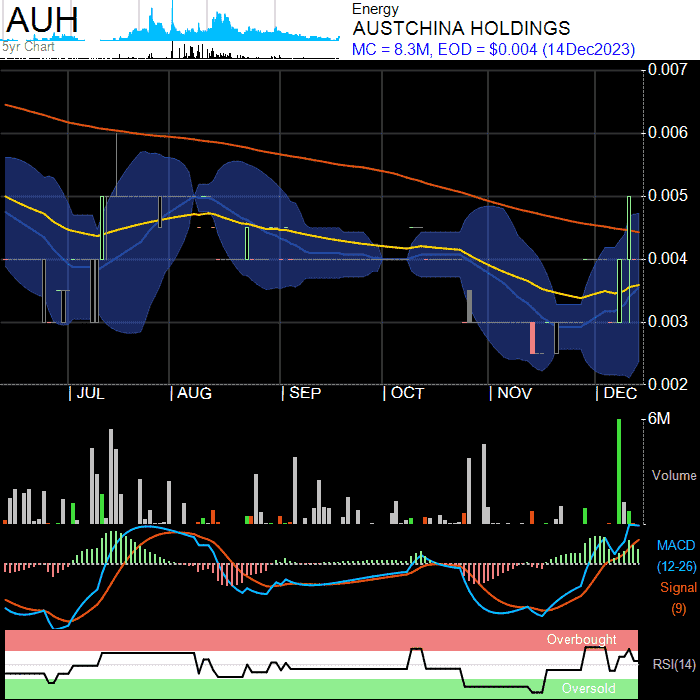 AUH
5yr Chart
Energy
AUSTCHINA HOLDINGS
MC = 8.3M, EOD = $0.004 (14Dec2023)
0.007
0.006
0.005
0.004
0.003
0.002
JUL AUG SEP OCT NOV DEC
6M
Volume
MACD
(12-26)
Signal
(9)
Overbought
RSI(14)
Oversold